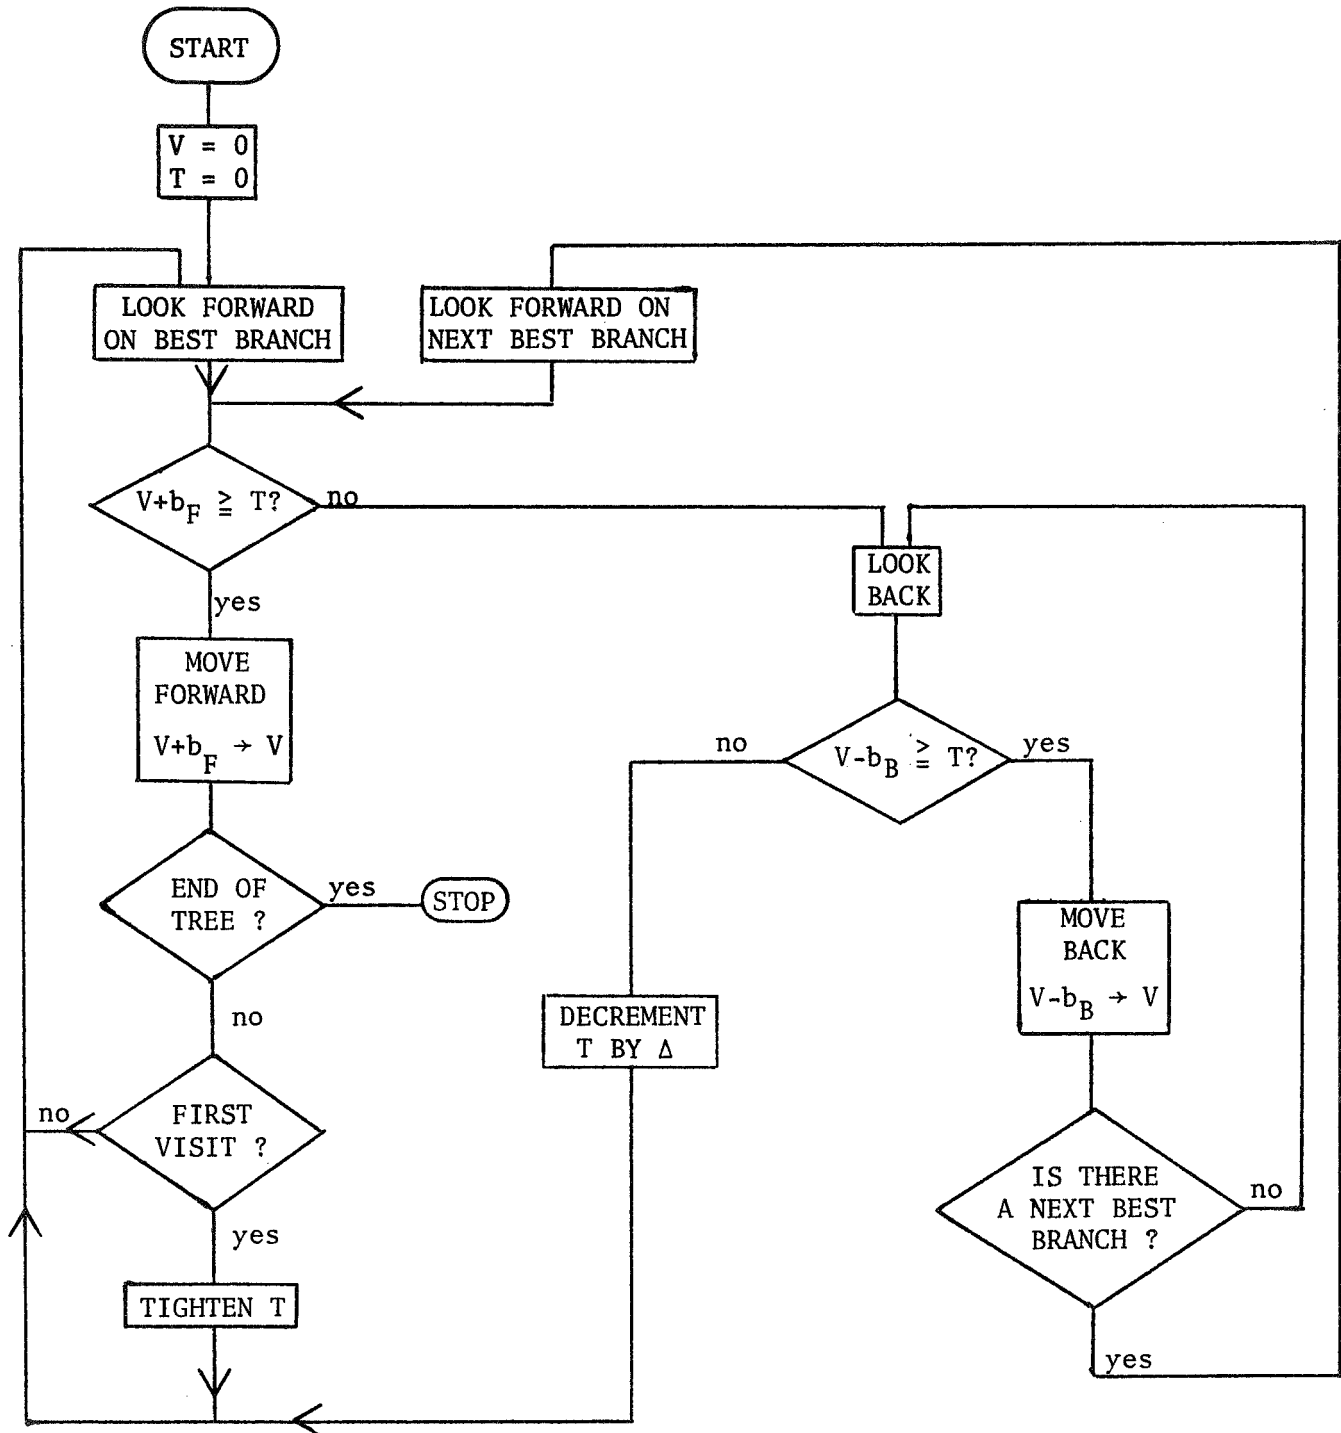 START
V = 0
T = 0
LOOK FORWARD
ON BEST BRANCH
LOOK FORWARD ON
NEXT BEST BRANCH
V+b_F ≧ T?
no
yes
MOVE
FORWARD
V+b_F → V
END OF
TREE ?
yes
STOP
no
FIRST
VISIT ?
no
yes
TIGHTEN T
LOOK
BACK
V-b_B ≧ T?
no
yes
DECREMENT
T BY Δ
MOVE
BACK
V-b_B → V
IS THERE
A NEXT BEST
BRANCH ?
no
yes